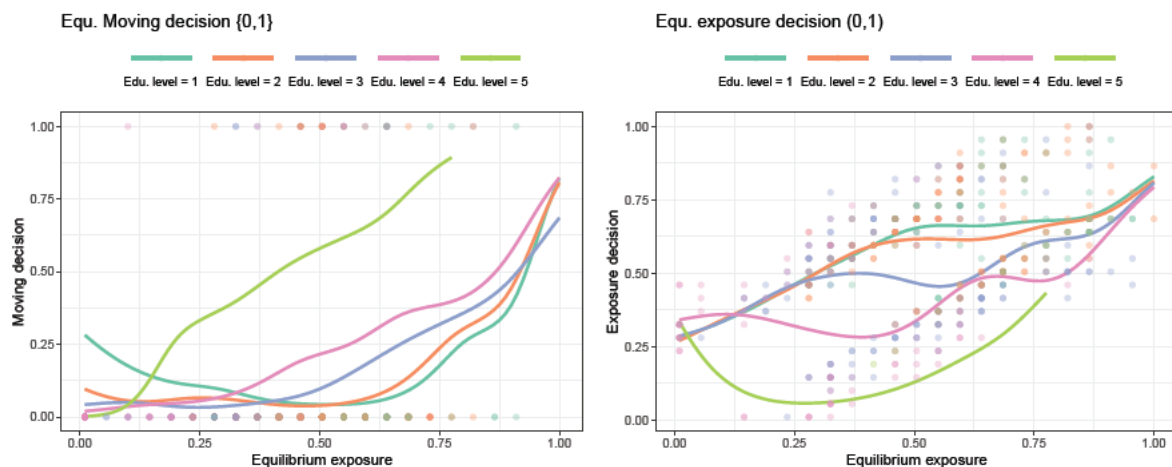 Equ. Moving decision {0,1}
Edu. level = 1 Edu. level = 2 Edu. level = 3 Edu. level = 4 Edu. level = 5
Moving decision
1.00
0.75
0.50
0.25
0.00
0.00 0.25 0.50 0.75 1.00
Equilibrium exposure
Equ. exposure decision (0,1)
Edu. level = 1 Edu. level = 2 Edu. level = 3 Edu. level = 4 Edu. level = 5
Exposure decision
1.00
0.75
0.50
0.25
0.00
0.00 0.25 0.50 0.75 1.00
Equilibrium exposure